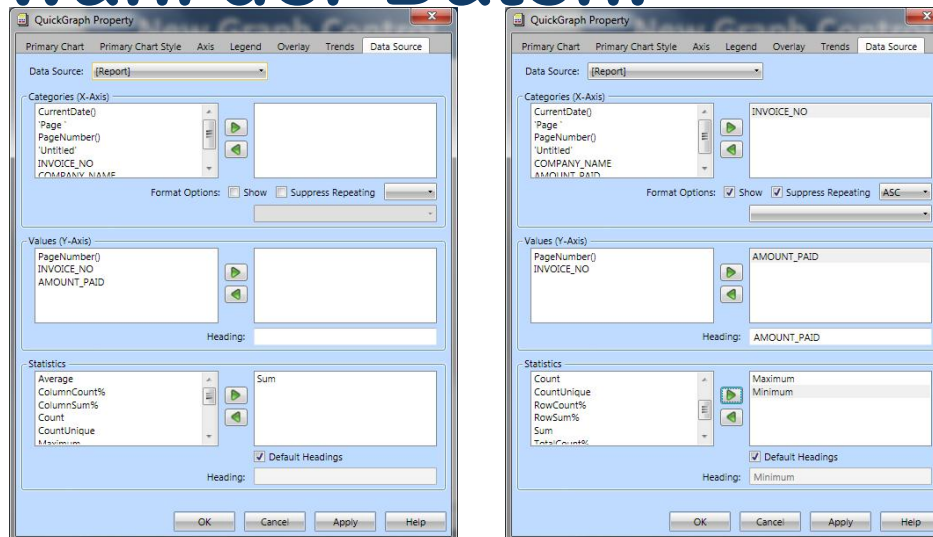 QuickGraph Property
Primary Chart Primary Chart Style Axis Legend Overlay Trends Data Source
Data Source: [Report]
Categories (X-Axis)
CurrentDate()
'Page '
PageNumber()
'Untitled'
INVOICE_NO
COMPANY_NAME
Format Options: Show Suppress Repeating
Values (Y-Axis)
PageNumber()
INVOICE_NO
AMOUNT_PAID
Heading:
Statistics
Average
ColumnCount%
ColumnSum%
Count
CountUnique
Maximum
Sum
Default Headings
Heading:
OK Cancel Apply Help
QuickGraph Property
Primary Chart Primary Chart Style Axis Legend Overlay Trends Data Source
Data Source: [Report]
Categories (X-Axis)
CurrentDate()
'Page '
PageNumber()
'Untitled'
COMPANY_NAME
AMOUNT_PAID
INVOICE_NO
Format Options: Show Suppress Repeating ASC
Values (Y-Axis)
PageNumber()
INVOICE_NO
AMOUNT_PAID
Heading: AMOUNT_PAID
Statistics
Count
CountUnique
RowCount%
RowSum%
Sum
TotalCount%
Maximum
Minimum
Default Headings
Heading: Minimum
OK Cancel Apply Help